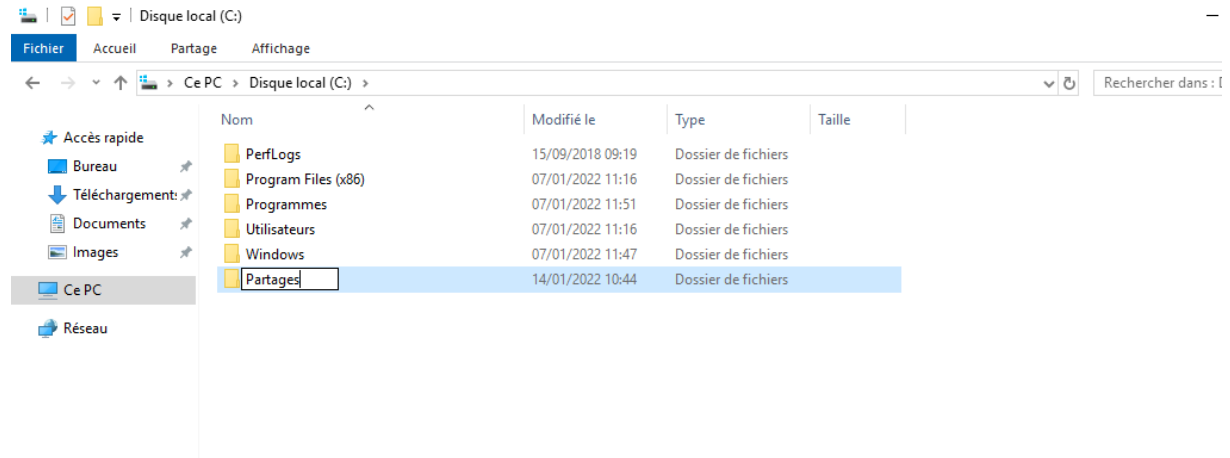 Disque local (C:)
Fichier Accueil Partage Affichage
Ce PC Disque local (C:) Rechercher dans :
Nom Modifié le Type Taille
Accès rapide
Bureau
Téléchargement
Documents
Images
Ce PC
Réseau
PerfLogs 15/09/2018 09:19 Dossier de fichiers
Program Files (x86) 07/01/2022 11:16 Dossier de fichiers
Programmes 07/01/2022 11:51 Dossier de fichiers
Utilisateurs 07/01/2022 11:16 Dossier de fichiers
Windows 07/01/2022 11:47 Dossier de fichiers
Partages 14/01/2022 10:44 Dossier de fichiers